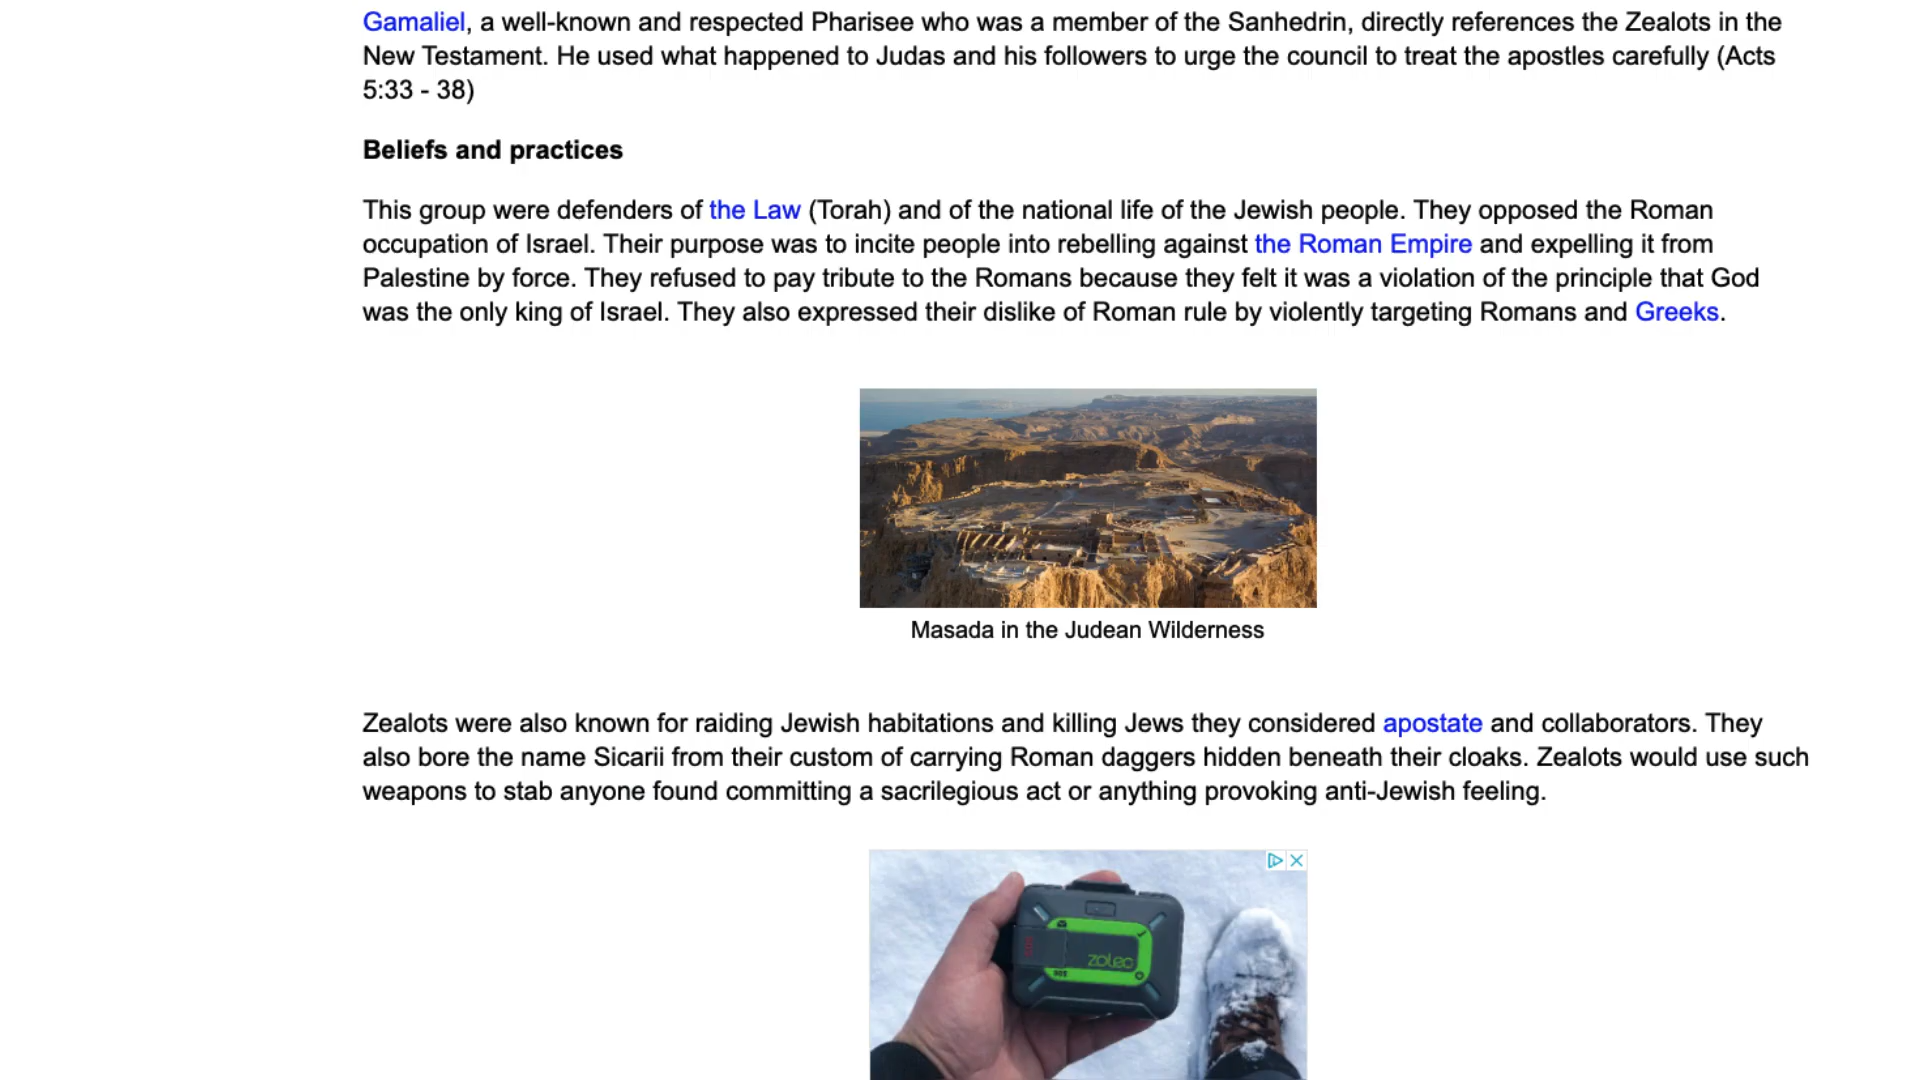 Gamaliel, a well-known and respected Pharisee who was a member of the Sanhedrin, directly references the Zealots in the
New Testament. He used what happened to Judas and his followers to urge the council to treat the apostles carefully (Acts
5:33 - 38)
Beliefs and practices
This group were defenders of the Law (Torah) and of the national life of the Jewish people. They opposed the Roman
occupation of Israel. Their purpose was to incite people into rebelling against the Roman Empire and expelling it from
Palestine by force. They refused to pay tribute to the Romans because they felt it was a violation of the principle that God
was the only king of Israel. They also expressed their dislike of Roman rule by violently targeting Romans and Greeks.
Masada in the Judean Wilderness
Zealots were also known for raiding Jewish habitations and killing Jews they considered apostate and collaborators. They
also bore the name Sicarii from their custom of carrying Roman daggers hidden beneath their cloaks. Zealots would use such
weapons to stab anyone found committing a sacrilegious act or anything provoking anti-Jewish feeling.
zoleo